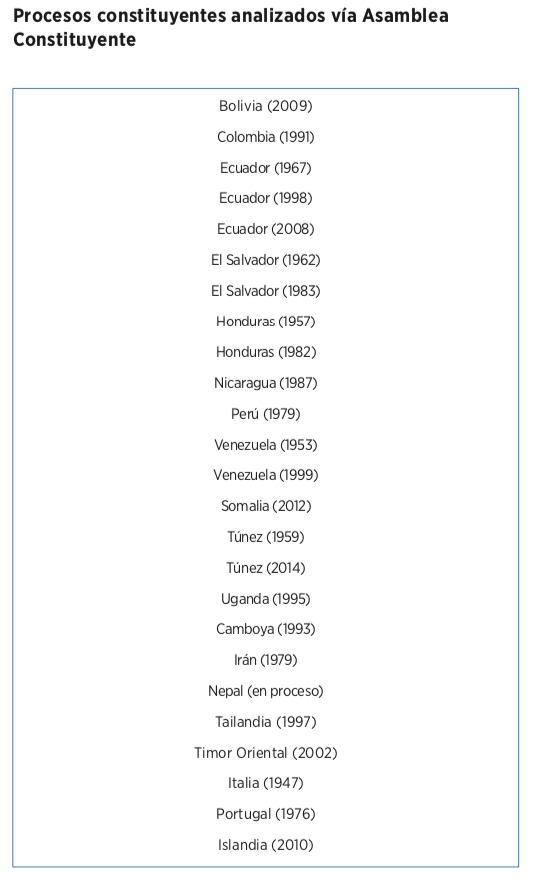 Procesos constituyentes analizados vía Asamblea
Constituyente
Bolivia (2009)
Colombia (1991)
Ecuador (1967)
Ecuador (1998)
Ecuador (2008)
El Salvador (1962)
El Salvador (1983)
Honduras (1957)
Honduras (1982)
Nicaragua (1987)
Perú (1979)
Venezuela (1953)
Venezuela (1999)
Somalia (2012)
Túnez (1959)
Túnez (2014)
Uganda (1995)
Camboya (1993)
Irán (1979)
Nepal (en proceso)
Tailandia (1997)
Timor Oriental (2002)
Italia (1947)
Portugal (1976)
Islandia (2010)